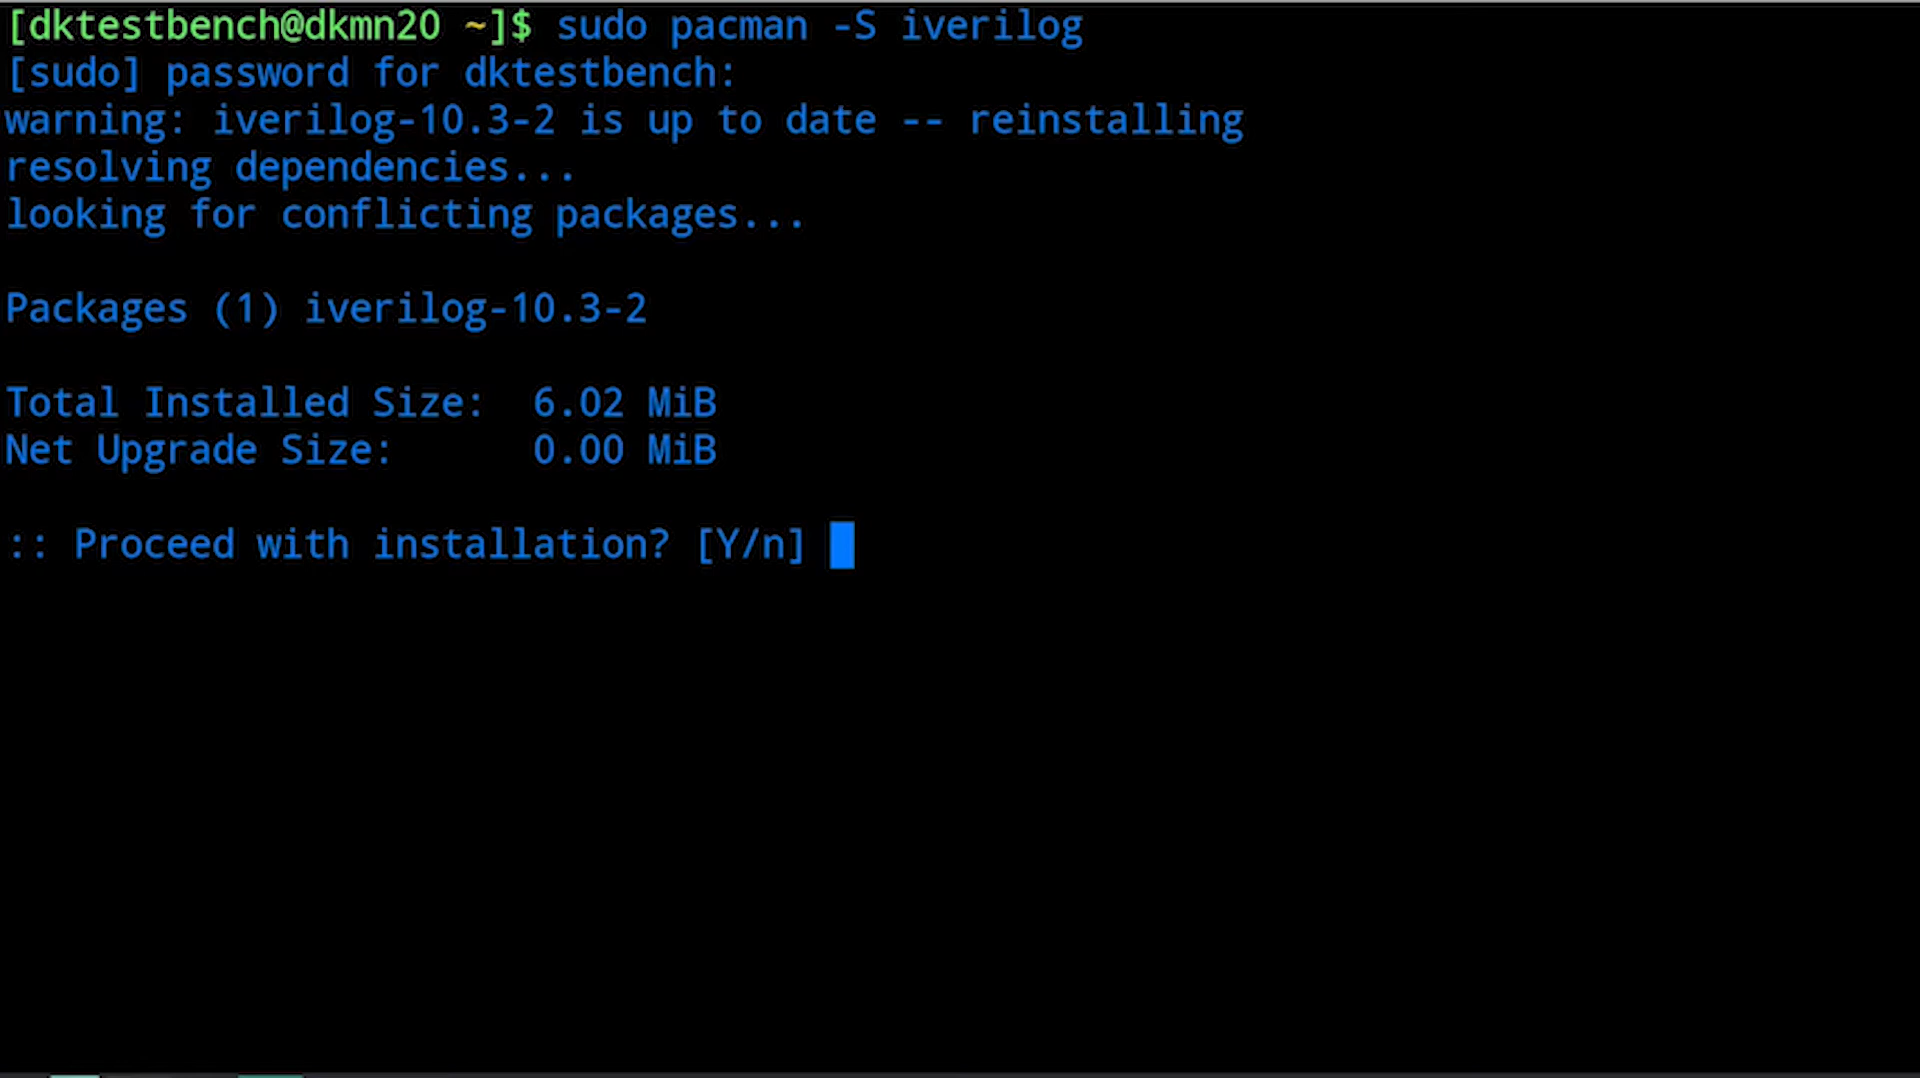 [dktestbench@dkmn20 ~]$ sudo pacman -S iverilog
[sudo] password for dktestbench:
warning: iverilog-10.3-2 is up to date -- reinstalling
resolving dependencies...
looking for conflicting packages...
Packages (1) iverilog-10.3-2
Total Installed Size:  6.02 MiB
Net Upgrade Size:      0.00 MiB
:: Proceed with installation? [Y/n]